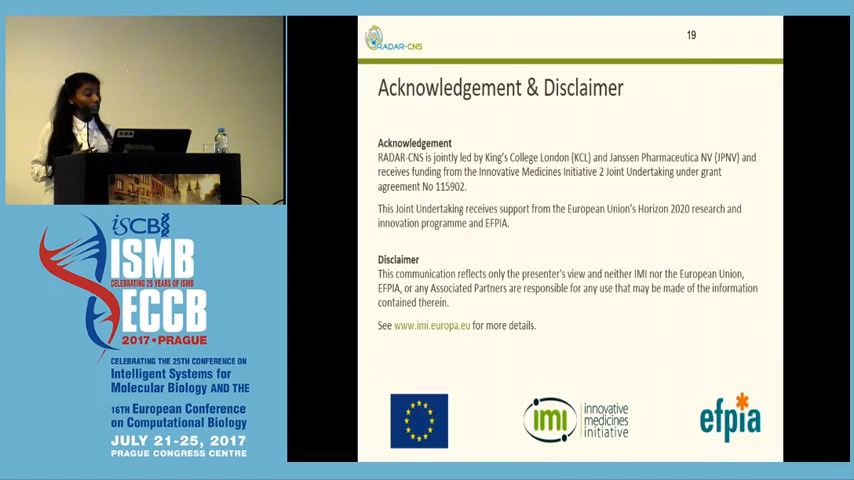 RADAR-CNS
19
Acknowledgement & Disclaimer
Acknowledgement
RADAR-CNS is jointly led by King's College London (KCL) and Janssen Pharmaceutica NV (JPNV) and
receives funding from the Innovative Medicines Initiative 2 Joint Undertaking under grant
agreement No 115902.
This Joint Undertaking receives support from the European Union's Horizon 2020 research and
innovation programme and EFPIA.
Disclaimer
This communication reflects only the presenter's view and neither IMI nor the European Union,
EFPIA, or any Associated Partners are responsible for any use that may be made of the information
contained therein.
See www.imi.europa.eu for more details.
imi
innovative
medicines
initiative
efpia
iSCB
ISMB
CELEBRATING 25 YEARS OF ISMB
ECCB
2017 • PRAGUE
CELEBRATING THE 25TH CONFERENCE ON
Intelligent Systems for
Molecular Biology AND THE
16TH European Conference
on Computational Biology
JULY 21-25, 2017
PRAGUE CONGRESS CENTRE